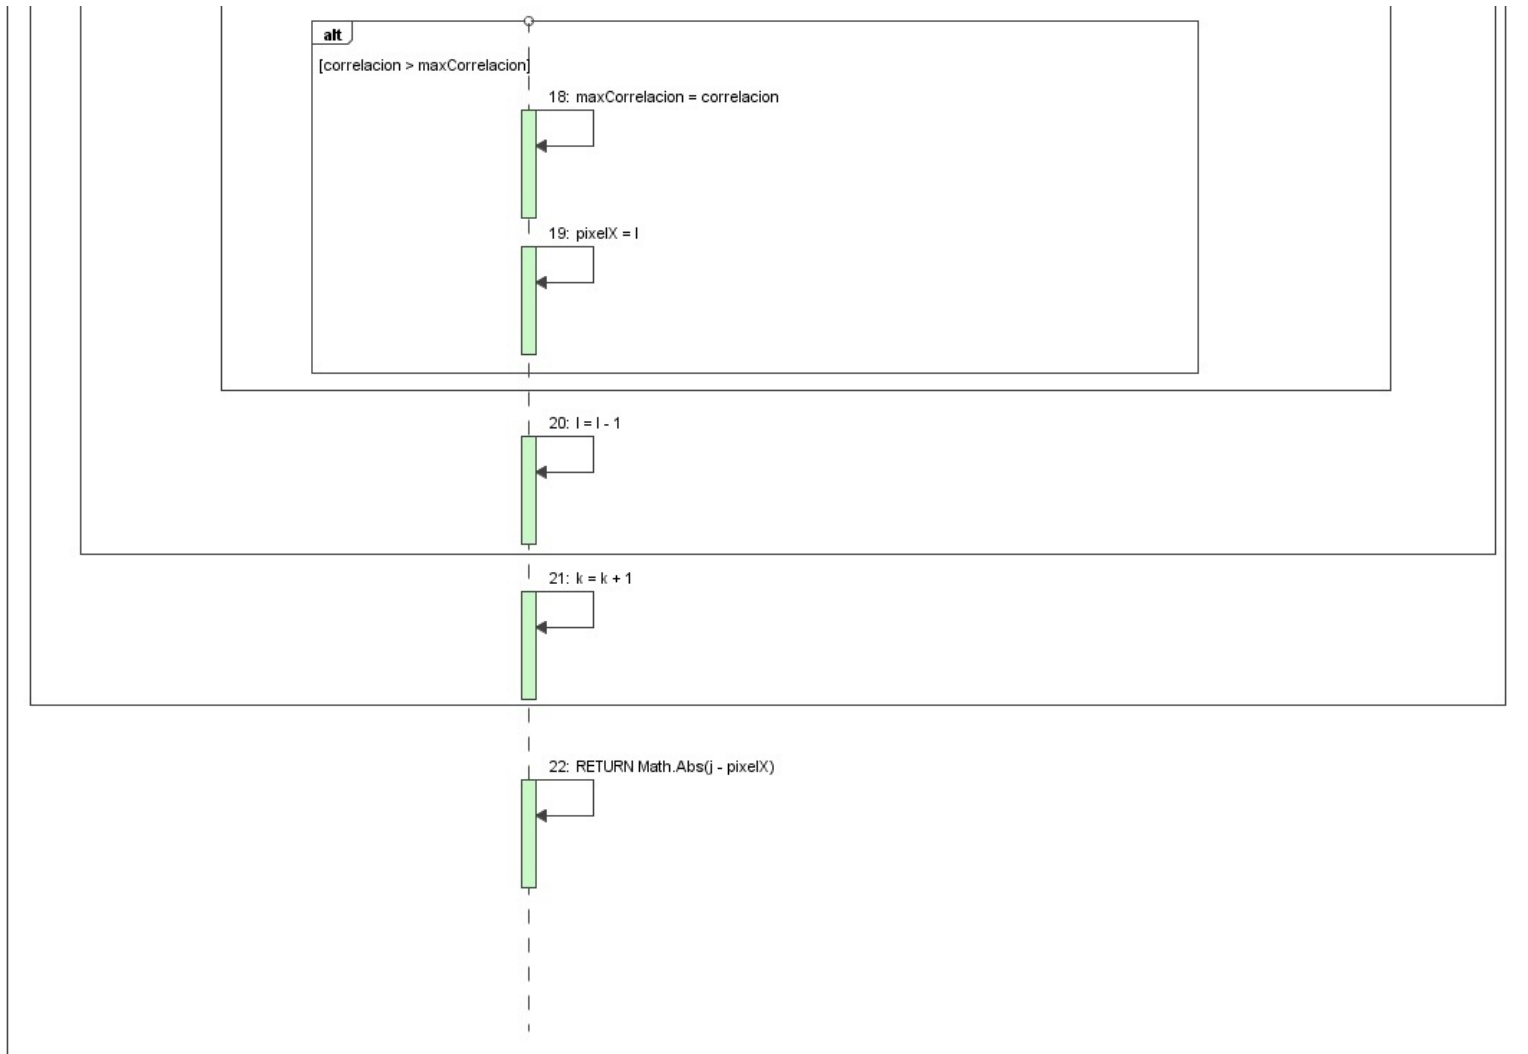 alt
[correlacion > maxCorrelacion]
18: maxCorrelacion = correlacion
19: pixelX = l
20: l = l - 1
21: k = k + 1
22: RETURN Math.Abs(j - pixelX)